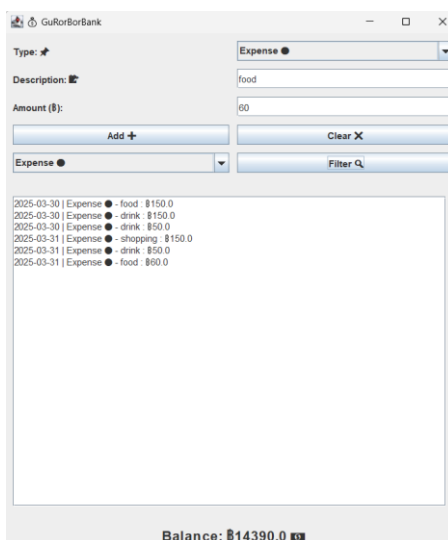 GuRorBorBank
Type: Expense
Description: food
Amount (฿): 60
Add Clear
Expense Filter
2025-03-30 | Expense ● - food : ฿150.0
2025-03-30 | Expense ● - drink : ฿150.0
2025-03-30 | Expense ● - drink : ฿50.0
2025-03-31 | Expense ● - shopping : ฿150.0
2025-03-31 | Expense ● - drink : ฿50.0
2025-03-31 | Expense ● - food : ฿60.0
Balance: ฿14390.0